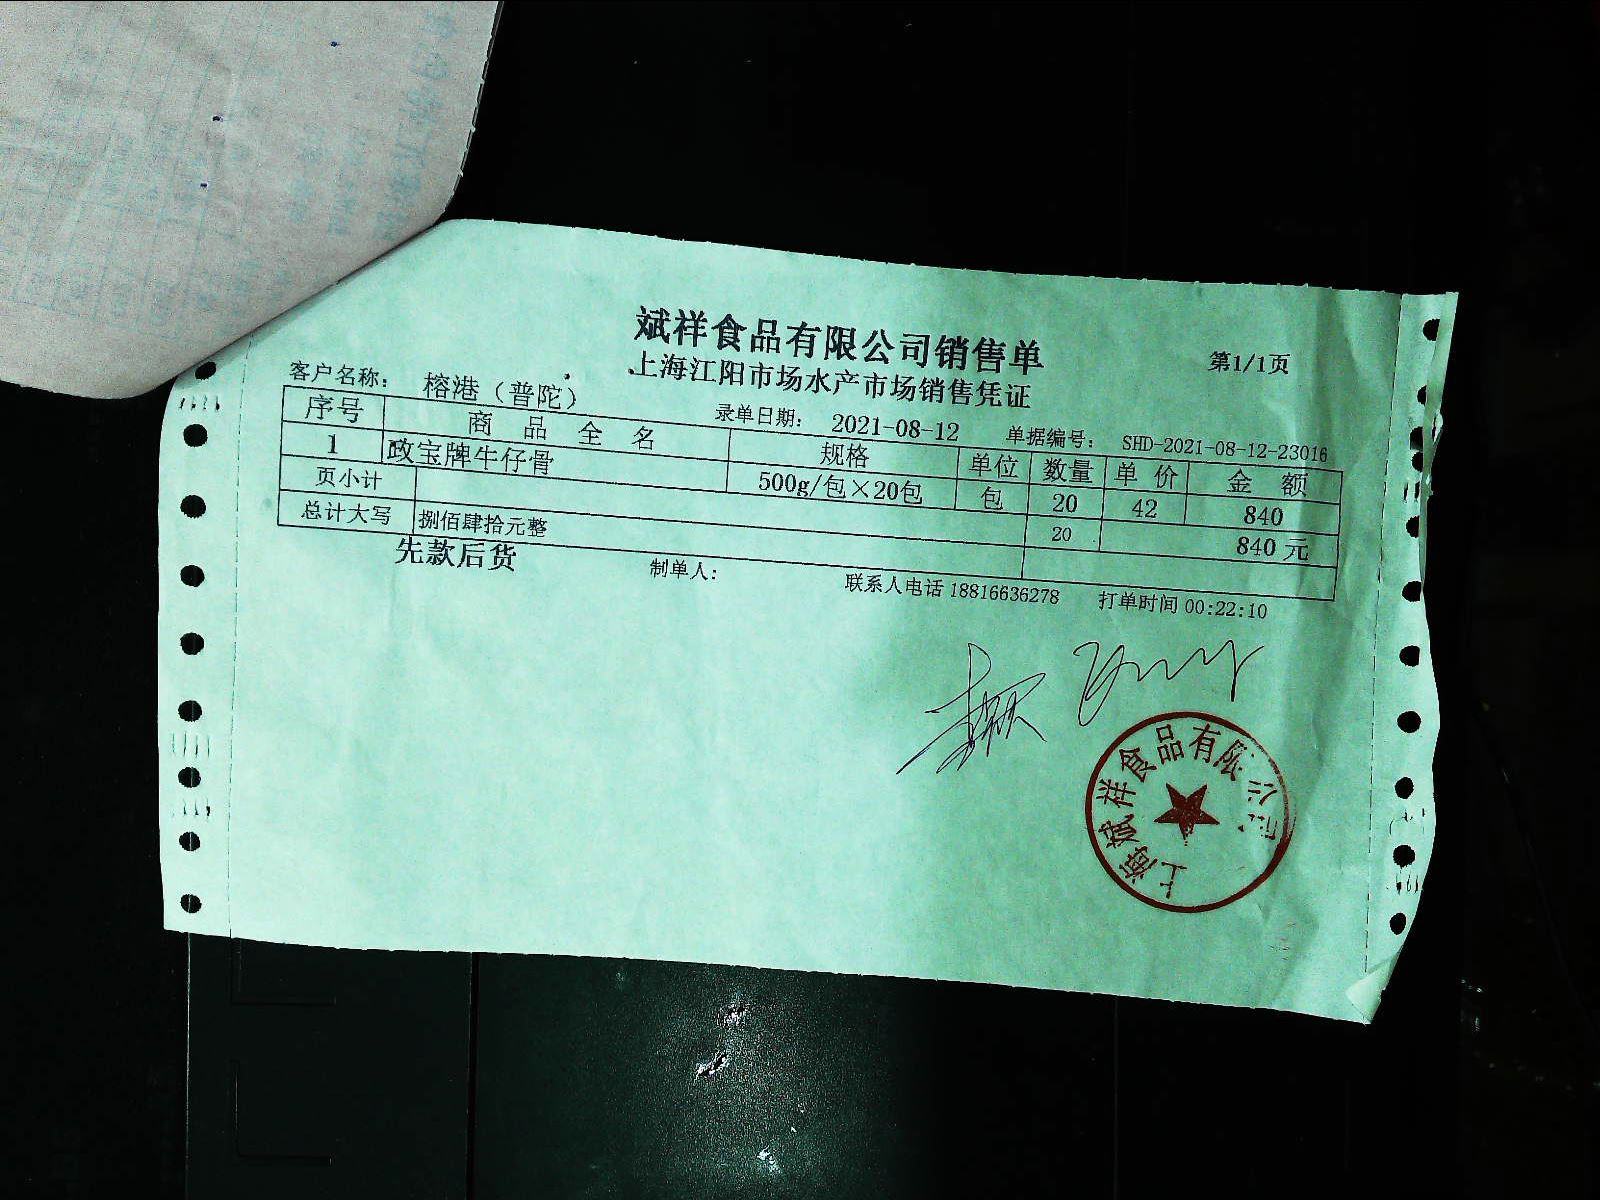 斌祥食品有限公司销售单
第1/1页
上海江阳市场水产市场销售凭证
客户名称： 榕港（普陀） 录单日期： 2021-08-12 单据编号： SHD-2021-08-12-23016
序号 商 品 全 名 规格 单位 数量 单 价 金 额
1 政宝牌牛仔骨 500g/包×20包 包 20 42 840
页小计 20 840 元
总计大写 捌佰肆拾元整
先款后货 制单人： 联系人电话 18816636278 打单时间 00:22:10
上海斌祥食品有限公司